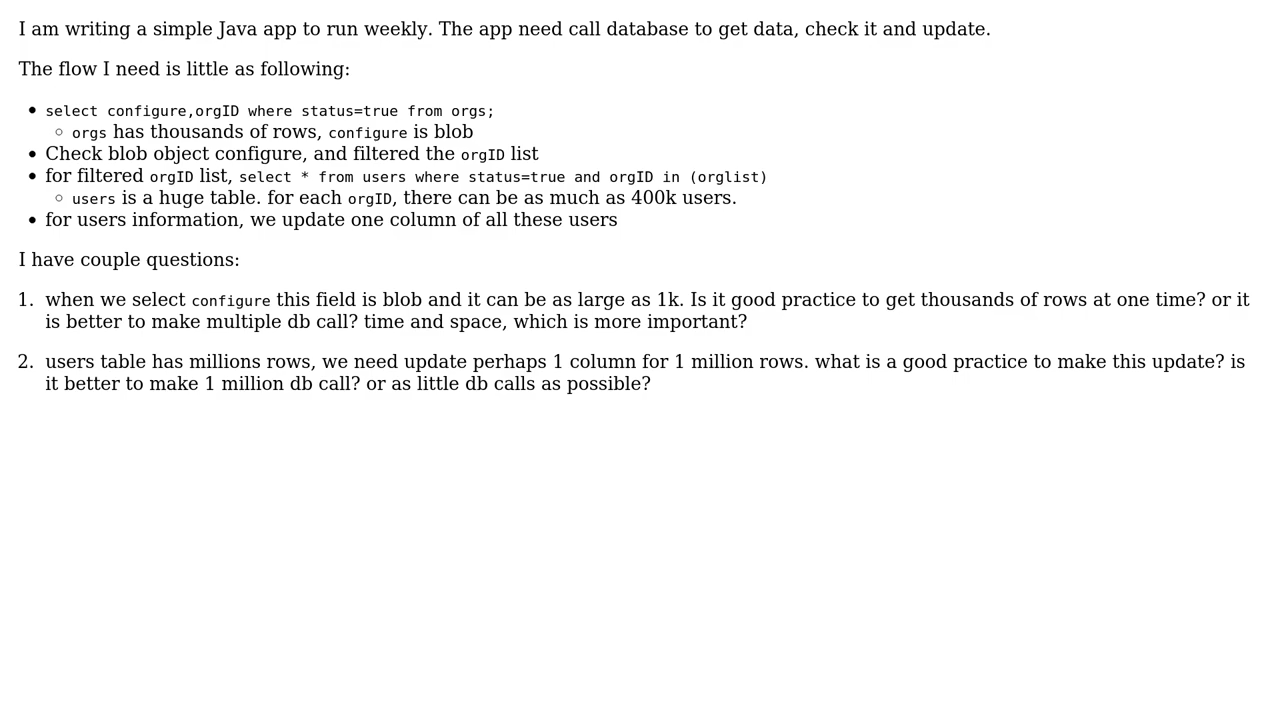 I am writing a simple Java app to run weekly. The app need call database to get data, check it and update.
The flow I need is little as following:
select configure,orgID where status=true from orgs;
orgs has thousands of rows, configure is blob
Check blob object configure, and filtered the orgID list
for filtered orgID list, select * from users where status=true and orgID in (orglist)
users is a huge table. for each orgID, there can be as much as 400k users.
for users information, we update one column of all these users
I have couple questions:
1. when we select configure this field is blob and it can be as large as 1k. Is it good practice to get thousands of rows at one time? or it
is better to make multiple db call? time and space, which is more important?
2. users table has millions rows, we need update perhaps 1 column for 1 million rows. what is a good practice to make this update? is
it better to make 1 million db call? or as little db calls as possible?